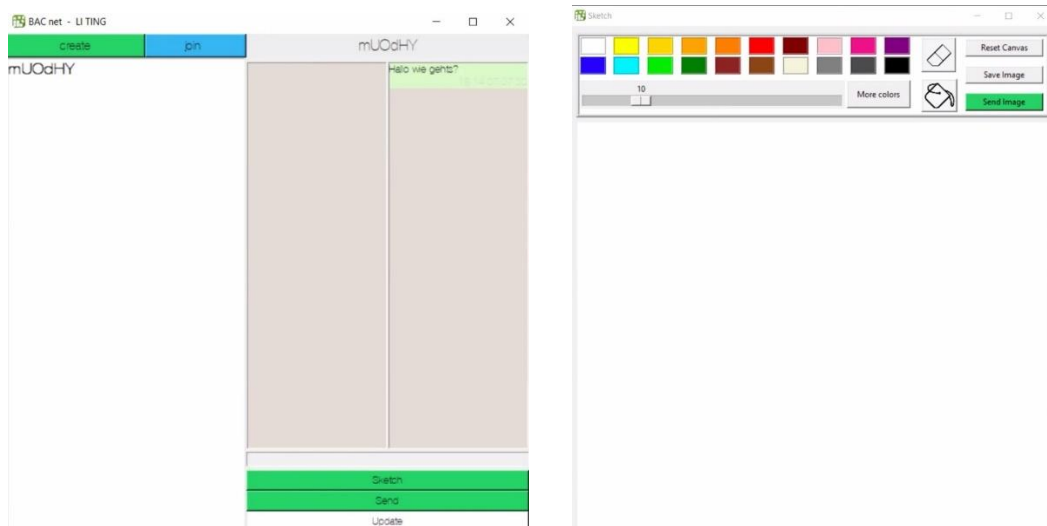 BAC net - LI TING
create
join
mUOdHY
mUOdHY
Halo wie gehts?
Sketch
Send
Update
Sketch
Reset Canvas
Save Image
10
More colors
Send Image